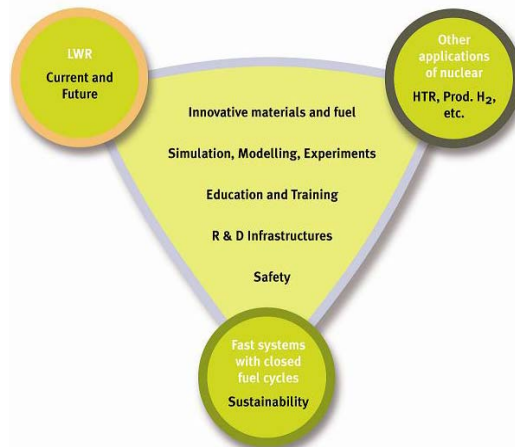 LWR
Current and
Future
Other
applications
of nuclear
HTR, Prod. H₂,
etc.
Innovative materials and fuel
Simulation, Modelling, Experiments
Education and Training
R & D Infrastructures
Safety
Fast systems
with closed
fuel cycles
Sustainability